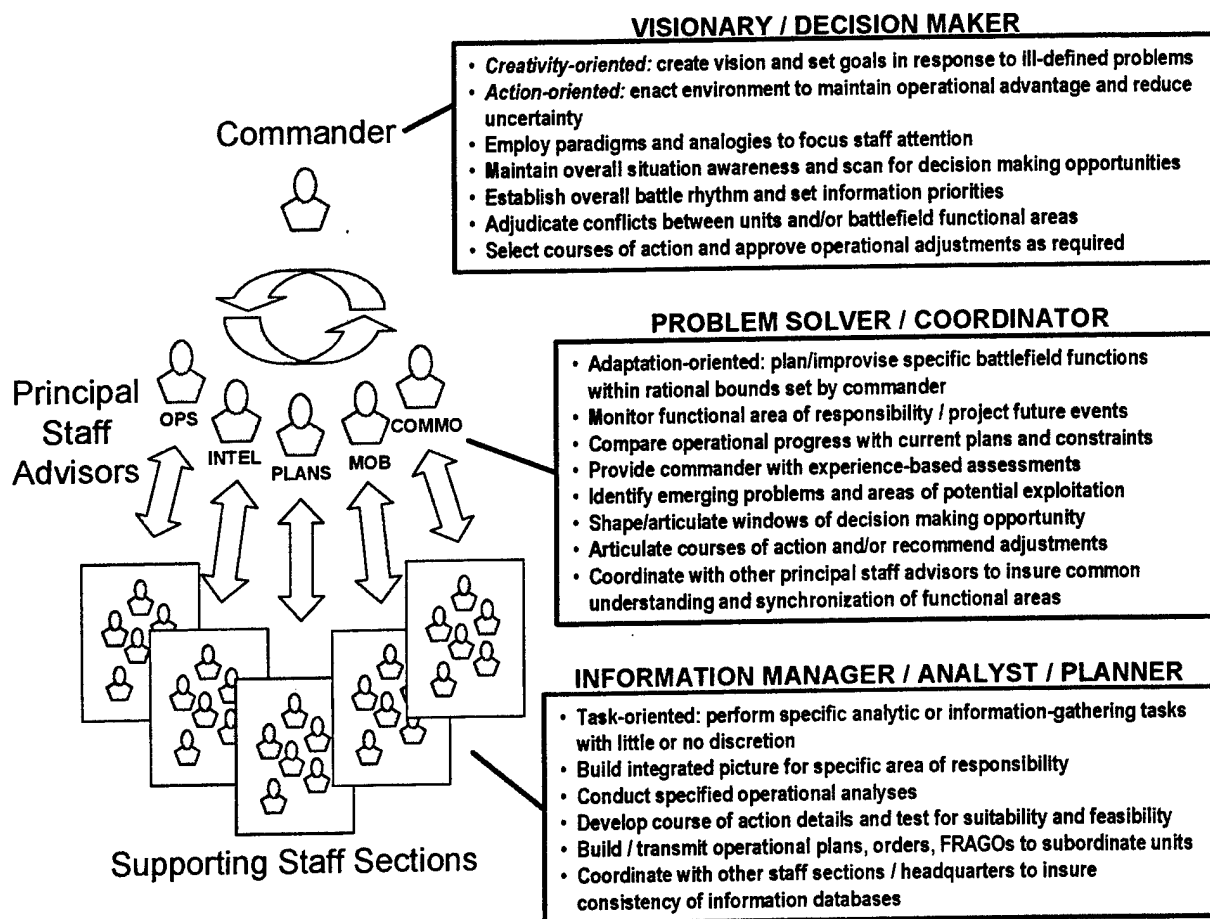 VISIONARY / DECISION MAKER
• Creativity-oriented: create vision and set goals in response to ill-defined problems
• Action-oriented: enact environment to maintain operational advantage and reduce
uncertainty
• Employ paradigms and analogies to focus staff attention
• Maintain overall situation awareness and scan for decision making opportunities
• Establish overall battle rhythm and set information priorities
• Adjudicate conflicts between units and/or battlefield functional areas
• Select courses of action and approve operational adjustments as required
Commander
PROBLEM SOLVER / COORDINATOR
• Adaptation-oriented: plan/improvise specific battlefield functions
within rational bounds set by commander
• Monitor functional area of responsibility / project future events
• Compare operational progress with current plans and constraints
• Provide commander with experience-based assessments
• Identify emerging problems and areas of potential exploitation
• Shape/articulate windows of decision making opportunity
• Articulate courses of action and/or recommend adjustments
• Coordinate with other principal staff advisors to insure common
understanding and synchronization of functional areas
Principal
Staff
Advisors
OPS
INTEL
PLANS
MOB
COMMO
INFORMATION MANAGER / ANALYST / PLANNER
• Task-oriented: perform specific analytic or information-gathering tasks
with little or no discretion
• Build integrated picture for specific area of responsibility
• Conduct specified operational analyses
• Develop course of action details and test for suitability and feasibility
• Build / transmit operational plans, orders, FRAGOs to subordinate units
• Coordinate with other staff sections / headquarters to insure
consistency of information databases
Supporting Staff Sections